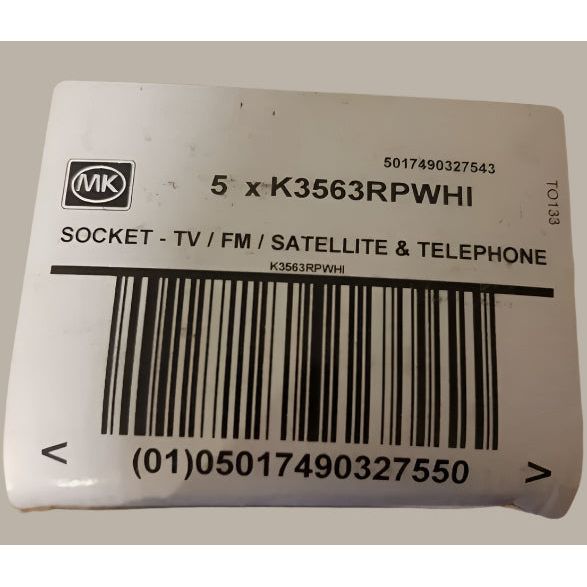 5017490327543
MK
5 x K3563RPWHI
TO133
SOCKET - TV / FM / SATELLITE & TELEPHONE
K3563RPWHI
< (01)05017490327550 >